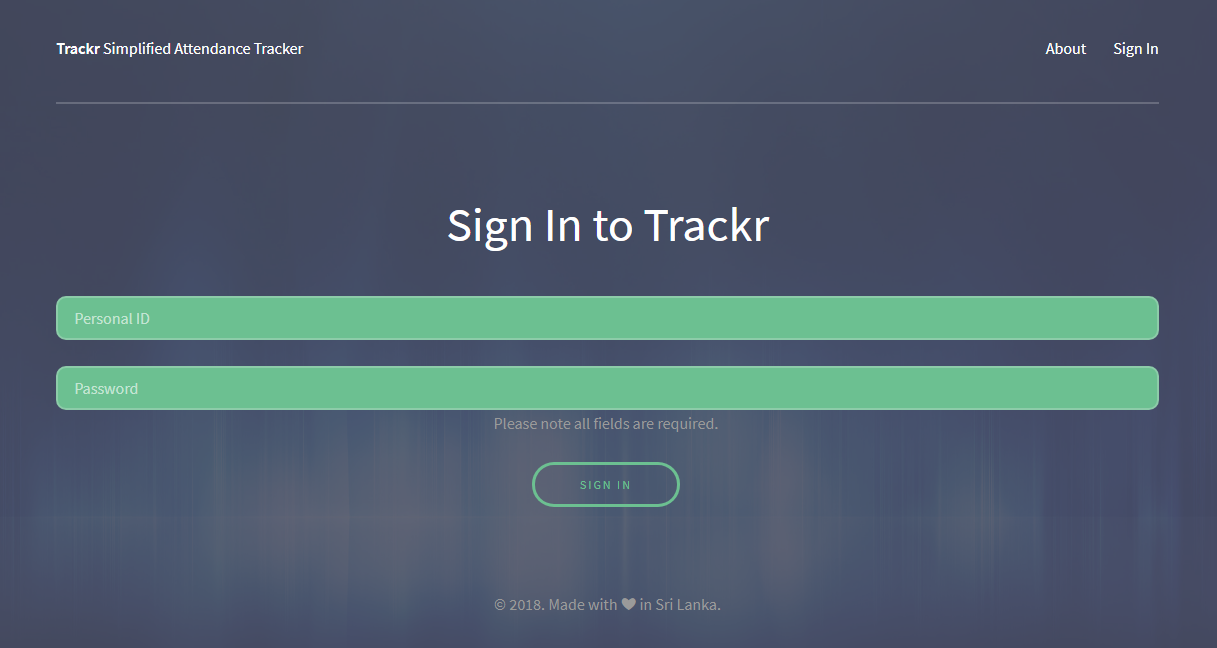 Trackr Simplified Attendance Tracker
About Sign In
Sign In to Trackr
Personal ID
Password
Please note all fields are required.
SIGN IN
© 2018. Made with ♥ in Sri Lanka.